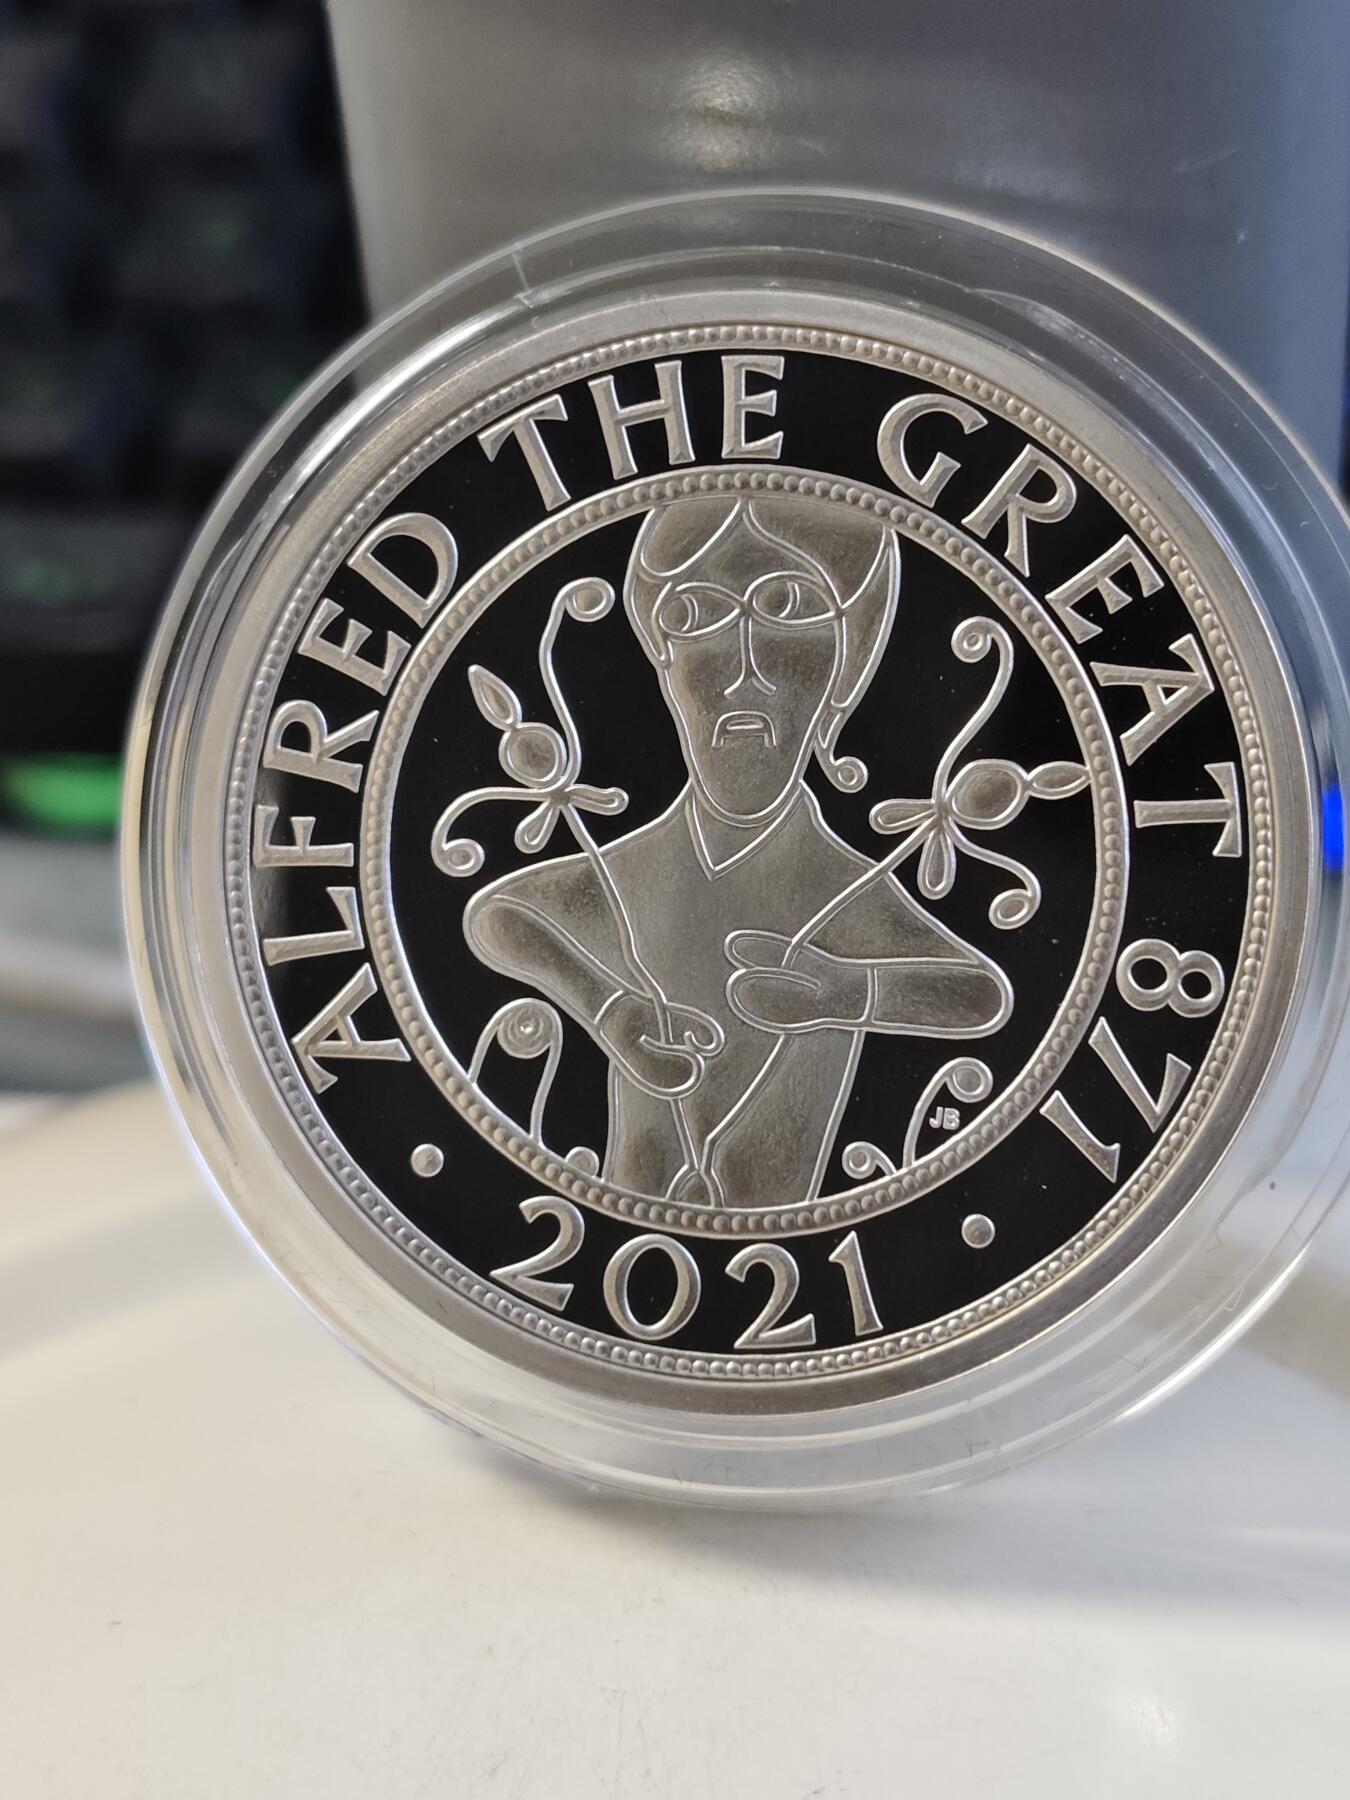 ALFRED THE GREAT 871
· 2021 ·
JB